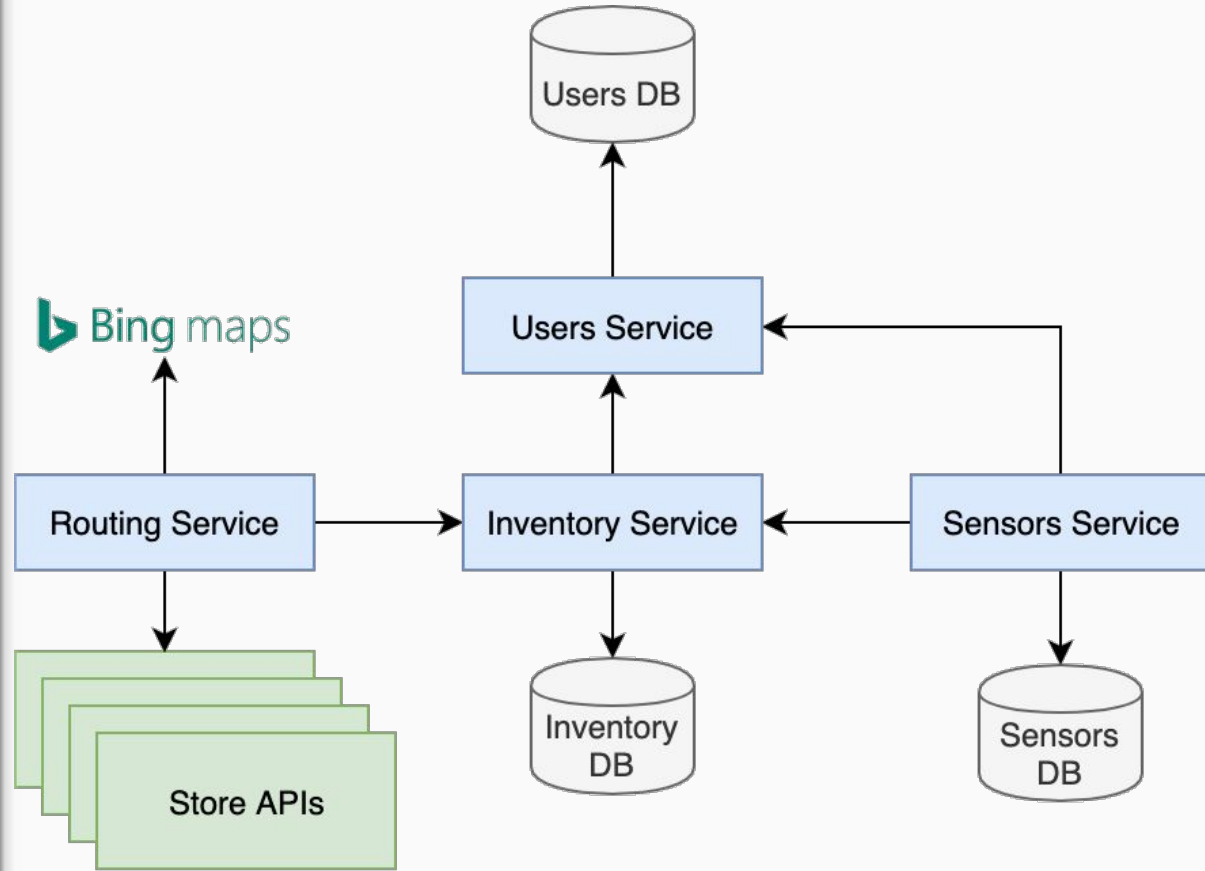 Users DB
Bing maps
Users Service
Routing Service
Inventory Service
Sensors Service
Inventory
DB
Sensors
DB
Store APIs